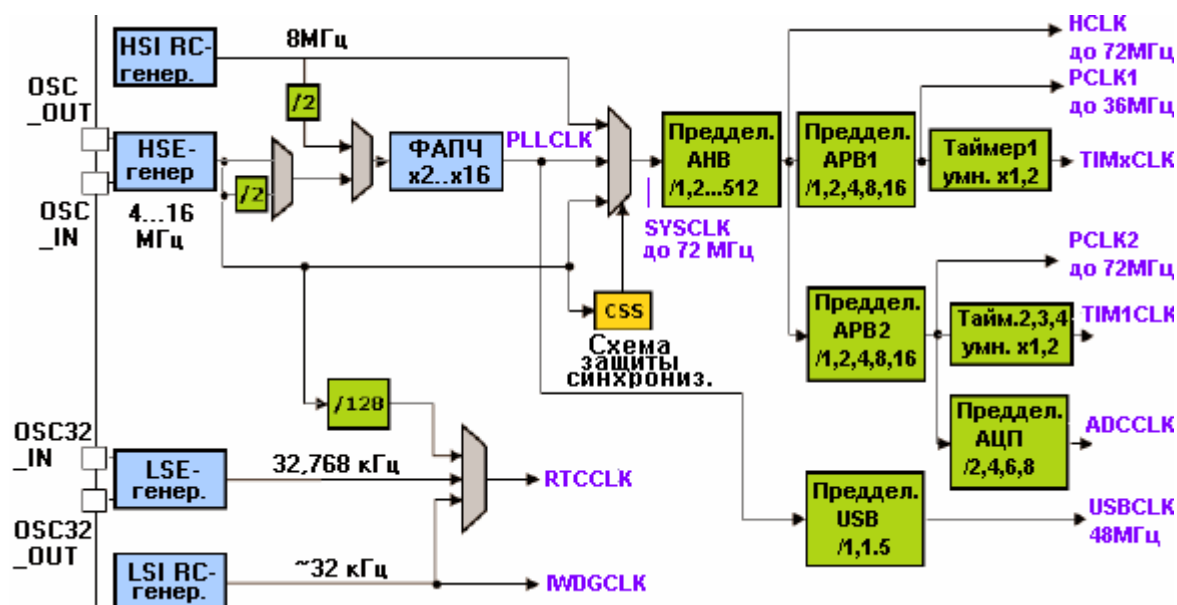 HSI RC-
генер.
8МГц
/2
OSC
_OUT
HSE-
генер
/2
OSC
_IN
4...16
МГц
ФАПЧ
x2..x16
PLLCLK
SYSCLK
до 72 МГц
CSS
Схема
защиты
синхрониз.
Преддел.
АНВ
/1,2...512
Преддел.
АРВ1
/1,2,4,8,16
Таймер1
умн. x1,2
HCLK
до 72МГц
PCLK1
до 36МГц
TIMxCLK
PCLK2
до 72МГц
Преддел.
АРВ2
/1,2,4,8,16
Тайм.2,3,4
умн. x1,2
TIM1CLK
Преддел.
АЦП
/2,4,6,8
ADCCLK
Преддел.
USB
/1,1.5
USBCLK
48МГц
/128
OSC32
_IN
LSE-
генер.
32,768 кГц
RTCCLK
OSC32
_OUT
LSI RC-
генер.
~32 кГц
IWDGCLK